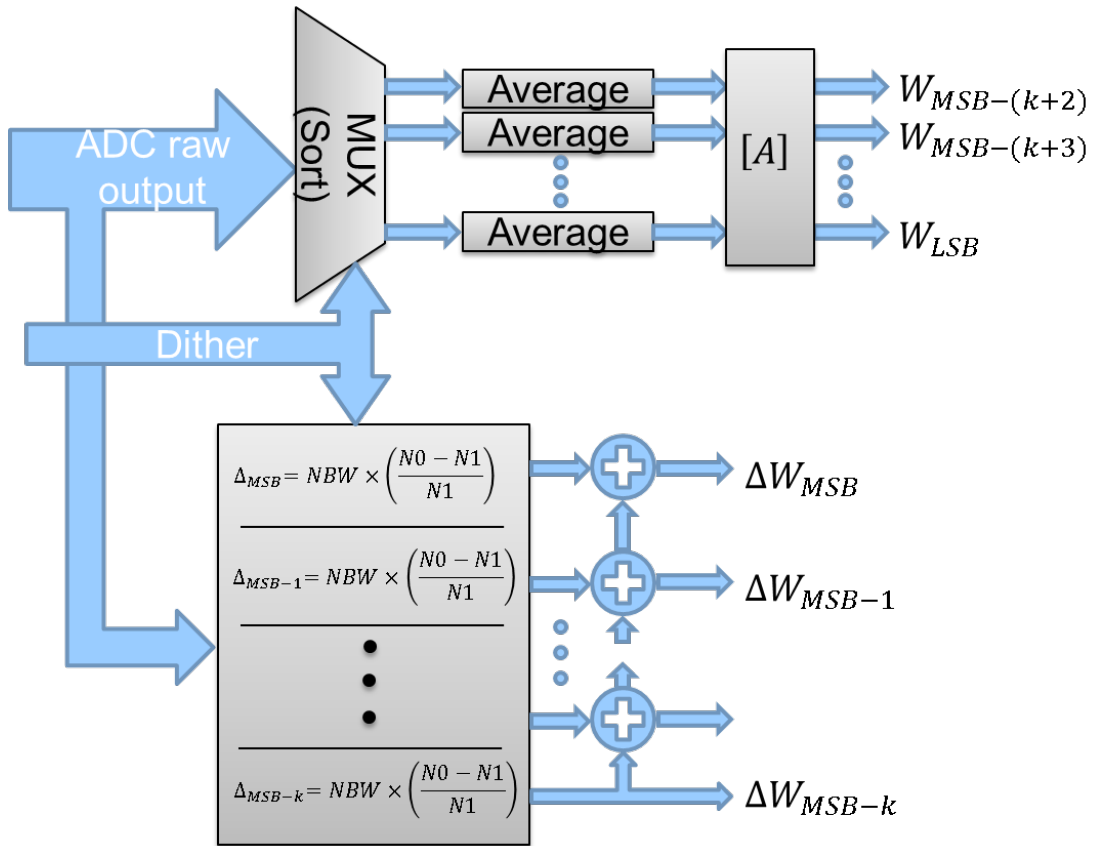 ADC raw
output
MUX
(Sort)
Average
Average
Average
[A]
W_{MSB-(k+2)}
W_{MSB-(k+3)}
W_{LSB}
Dither
Δ_{MSB} = NBW × ((N0 − N1)/N1)
Δ_{MSB-1} = NBW × ((N0 − N1)/N1)
Δ_{MSB-k} = NBW × ((N0 − N1)/N1)
ΔW_{MSB}
ΔW_{MSB-1}
ΔW_{MSB-k}